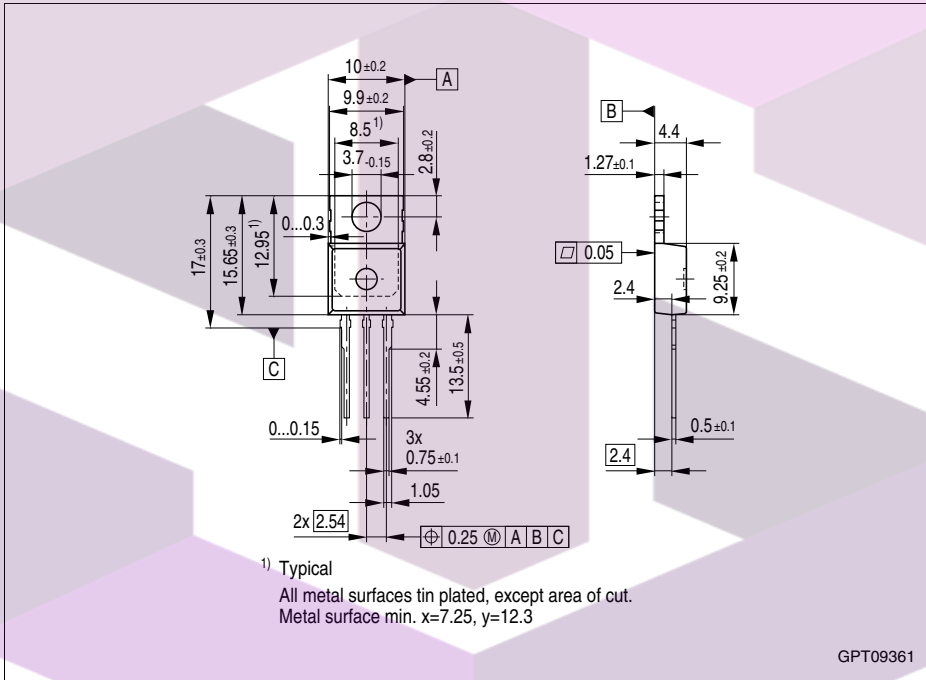 10 ±0.2
A
9.9 ±0.2
8.5 1)
3.7 -0.15
2.8 ±0.2
B
4.4
1.27 ±0.1
0...0.3
17 ±0.3
15.65 ±0.3
12.95 1)
0.05
2.4
9.25 ±0.2
C
4.55 ±0.2
13.5 ±0.5
0...0.15
3x
0.75 ±0.1
0.5 ±0.1
2.4
1.05
2x 2.54
⌖ 0.25 Ⓜ A B C
1) Typical
All metal surfaces tin plated, except area of cut.
Metal surface min. x=7.25, y=12.3
GPT09361